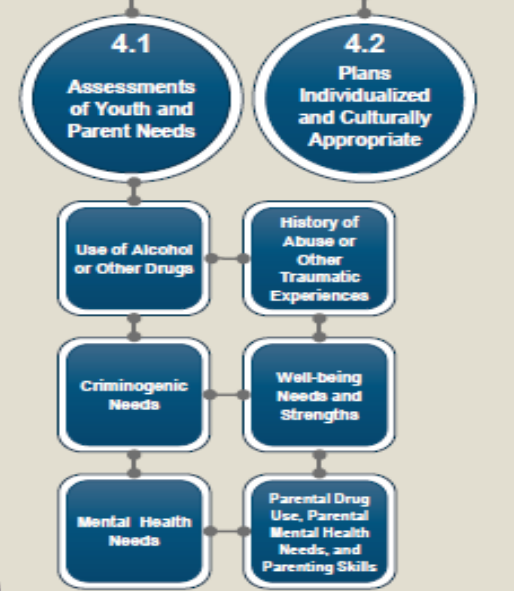 4.1
Assessments
of Youth and
Parent Needs
4.2
Plans
Individualized
and Culturally
Appropriate
Use of Alcohol
or Other Drugs
History of
Abuse or
Other
Traumatic
Experiences
Criminogenic
Needs
Well-being
Needs and
Strengths
Mental Health
Needs
Parental Drug
Use, Parental
Mental Health
Needs, and
Parenting Skills